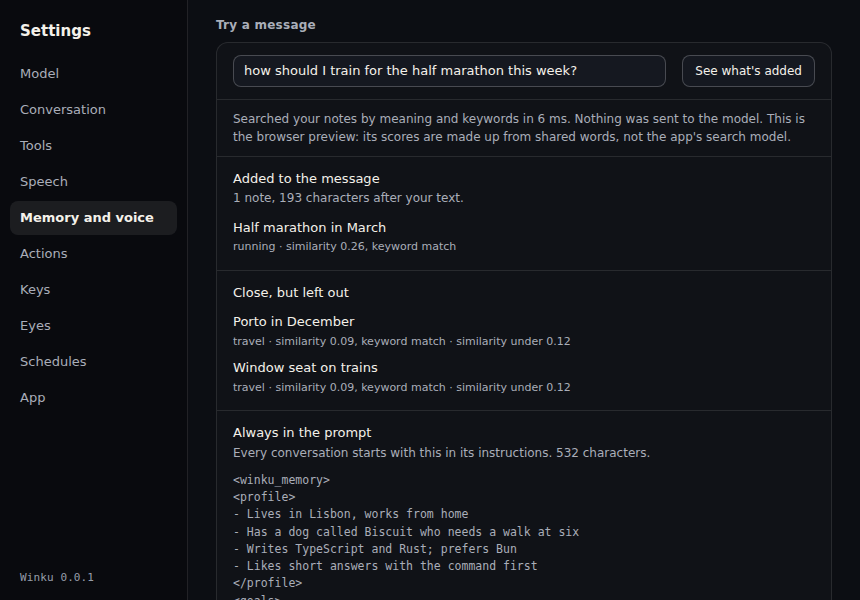 Settings
Model
Conversation
Tools
Speech
Memory and voice
Actions
Keys
Eyes
Schedules
App
Winku 0.0.1
Try a message
how should I train for the half marathon this week?
See what's added
Searched your notes by meaning and keywords in 6 ms. Nothing was sent to the model. This is
the browser preview: its scores are made up from shared words, not the app's search model.
Added to the message
1 note, 193 characters after your text.
Half marathon in March
running · similarity 0.26, keyword match
Close, but left out
Porto in December
travel · similarity 0.09, keyword match · similarity under 0.12
Window seat on trains
travel · similarity 0.09, keyword match · similarity under 0.12
Always in the prompt
Every conversation starts with this in its instructions. 532 characters.
<winku_memory>
<profile>
- Lives in Lisbon, works from home
- Has a dog called Biscuit who needs a walk at six
- Writes TypeScript and Rust; prefers Bun
- Likes short answers with the command first
</profile>
<goals>